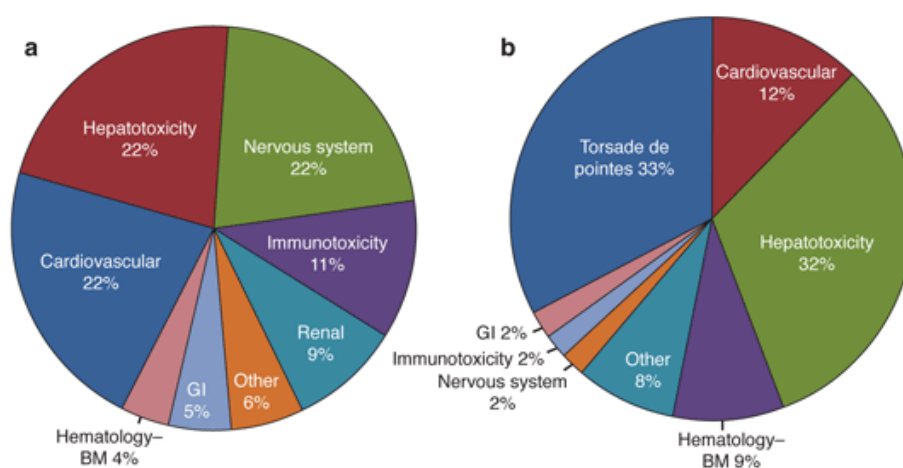 a
Hepatotoxicity
22%
Nervous system
22%
Immunotoxicity
11%
Renal
9%
Other
6%
GI
5%
Hematology–
BM 4%
Cardiovascular
22%
b
Cardiovascular
12%
Hepatotoxicity
32%
Hematology–
BM 9%
Other
8%
Nervous system
2%
Immunotoxicity 2%
GI 2%
Torsade de
pointes 33%